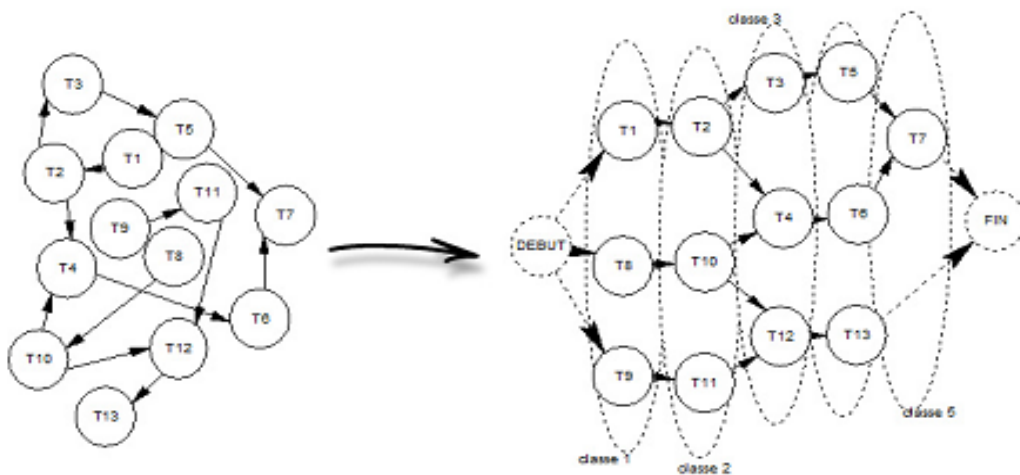 T3
T5
T1
T2
T11
T9
T7
T8
T4
T6
T10
T12
T13
classe 3
T5
T3
T1
T2
T7
T4
T6
FIN
DEBUT
T8
T10
T12
T13
T9
T11
classe 5
classe 1
classe 2